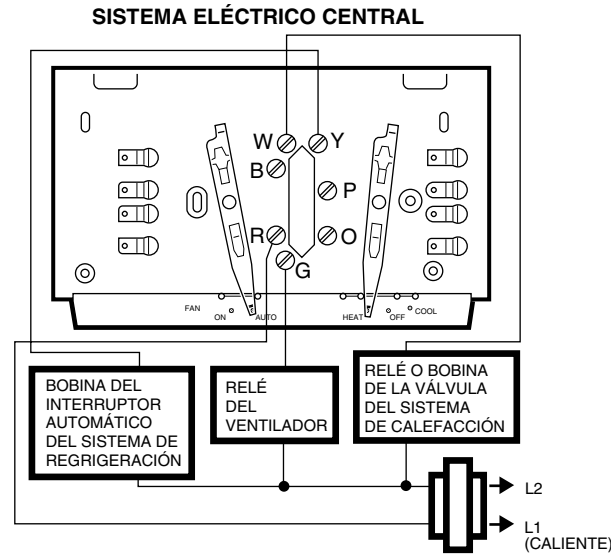 SISTEMA ELÉCTRICO CENTRAL
W
Y
B
P
R
O
G
FAN
ON
AUTO
HEAT
OFF
COOL
BOBINA DEL
INTERRUPTOR
AUTOMÁTICO
DEL SISTEMA DE
REGRIGERACIÓN
RELÉ
DEL
VENTILADOR
RELÉ O BOBINA
DE LA VÁLVULA
DEL SISTEMA
DE CALEFACCIÓN
L2
L1
(CALIENTE)